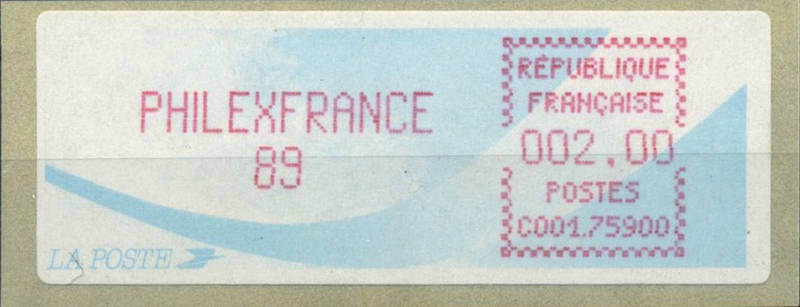 PHILEXFRANCE
89
RÉPUBLIQUE
FRANÇAISE
002,00
POSTES
C001.75900
LA POSTE